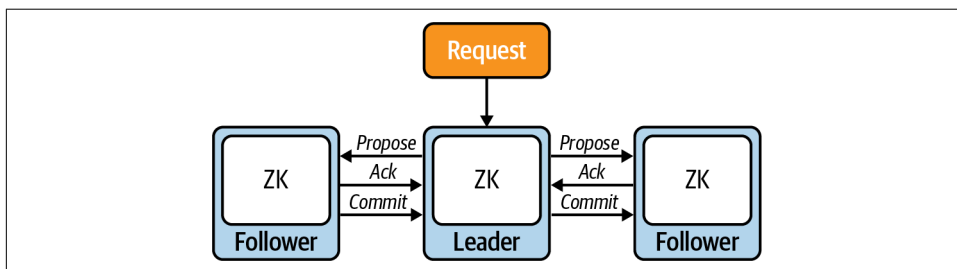 Request
Propose
Propose
ZK
Ack
ZK
Ack
ZK
Commit
Commit
Follower
Leader
Follower